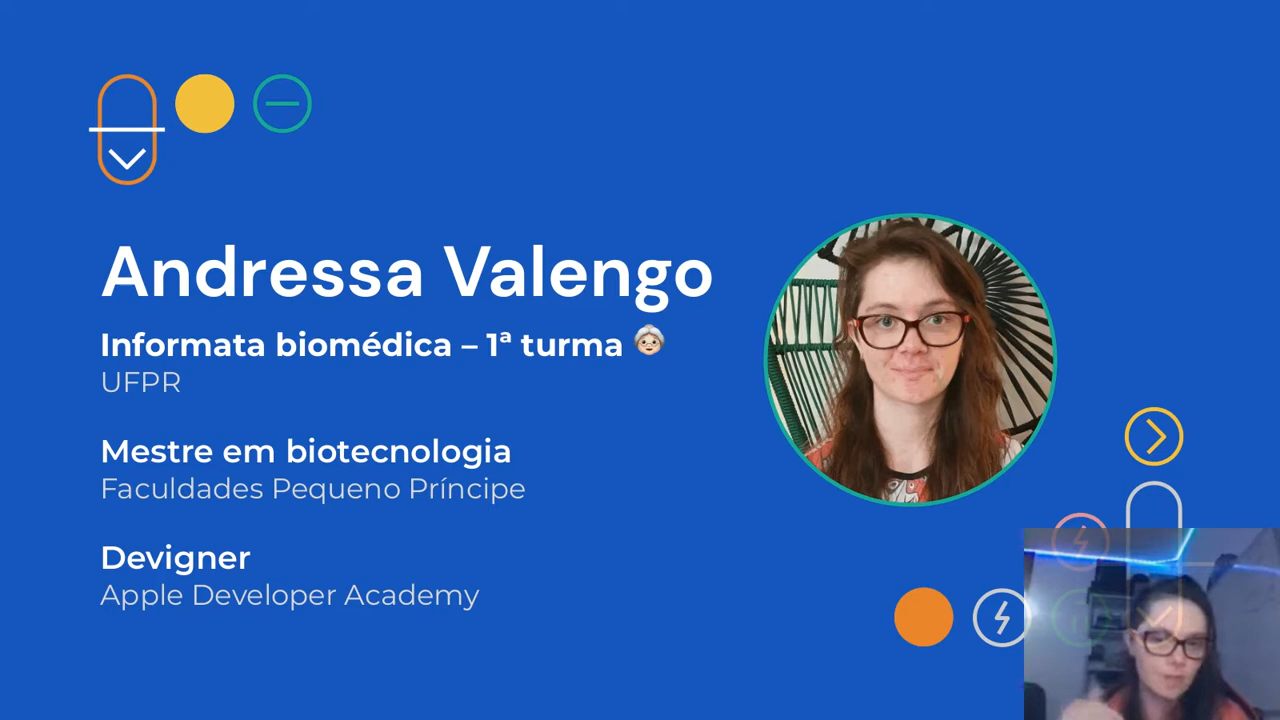 Andressa Valengo
Informata biomédica – 1ª turma
UFPR
Mestre em biotecnologia
Faculdades Pequeno Príncipe
Devigner
Apple Developer Academy